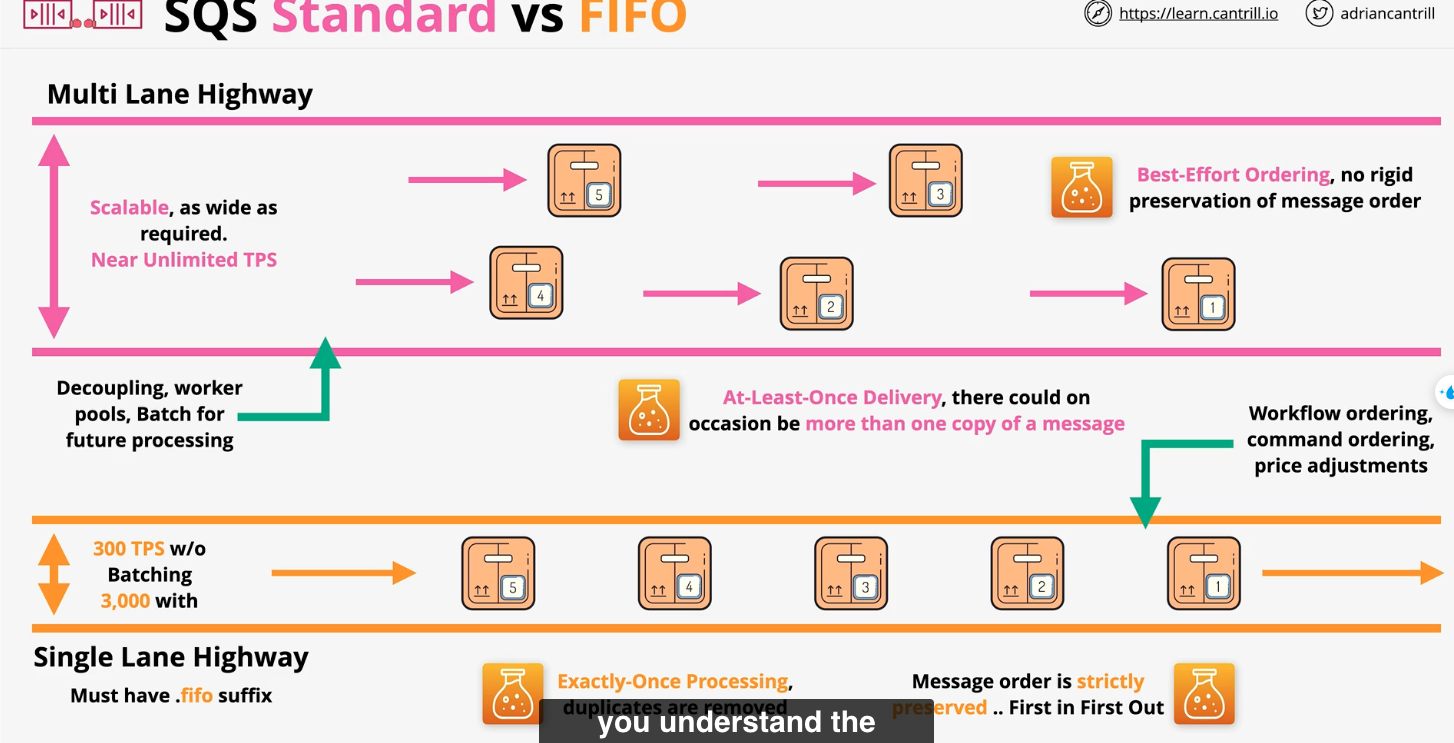 SQS Standard vs FIFO
https://learn.cantrill.io
adriancantrill
Multi Lane Highway
5
3
Best-Effort Ordering, no rigid
preservation of message order
Scalable, as wide as
required.
Near Unlimited TPS
4
2
1
Decoupling, worker
pools, Batch for
future processing
At-Least-Once Delivery, there could on
occasion be more than one copy of a message
Workflow ordering,
command ordering,
price adjustments
300 TPS w/o
Batching
3,000 with
5
4
3
2
1
Single Lane Highway
Must have .fifo suffix
Exactly-Once Processing,
duplicates are removed
Message order is strictly
preserved .. First in First Out
you understand the